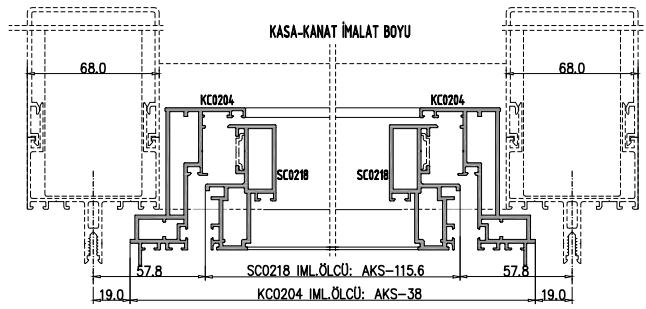 KASA-KANAT İMALAT BOYU
68.0 68.0
KC0204 KC0204
SC0218 SC0218
57.8 SC0218 IML.ÖLCÜ: AKS-115.6 57.8
19.0 KC0204 IML.ÖLCÜ: AKS-38 19.0